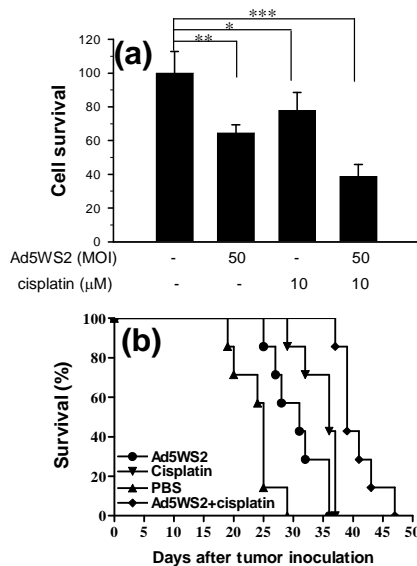 (a)
***
*
**
120
100
80
60
40
20
0
Cell survival
Ad5WS2 (MOI) - 50 - 50
cisplatin (μM) - - 10 10
(b)
100
80
60
40
20
0
Survival (%)
Ad5WS2
Cisplatin
PBS
Ad5WS2+cisplatin
0 5 10 15 20 25 30 35 40 45 50
Days after tumor inoculation